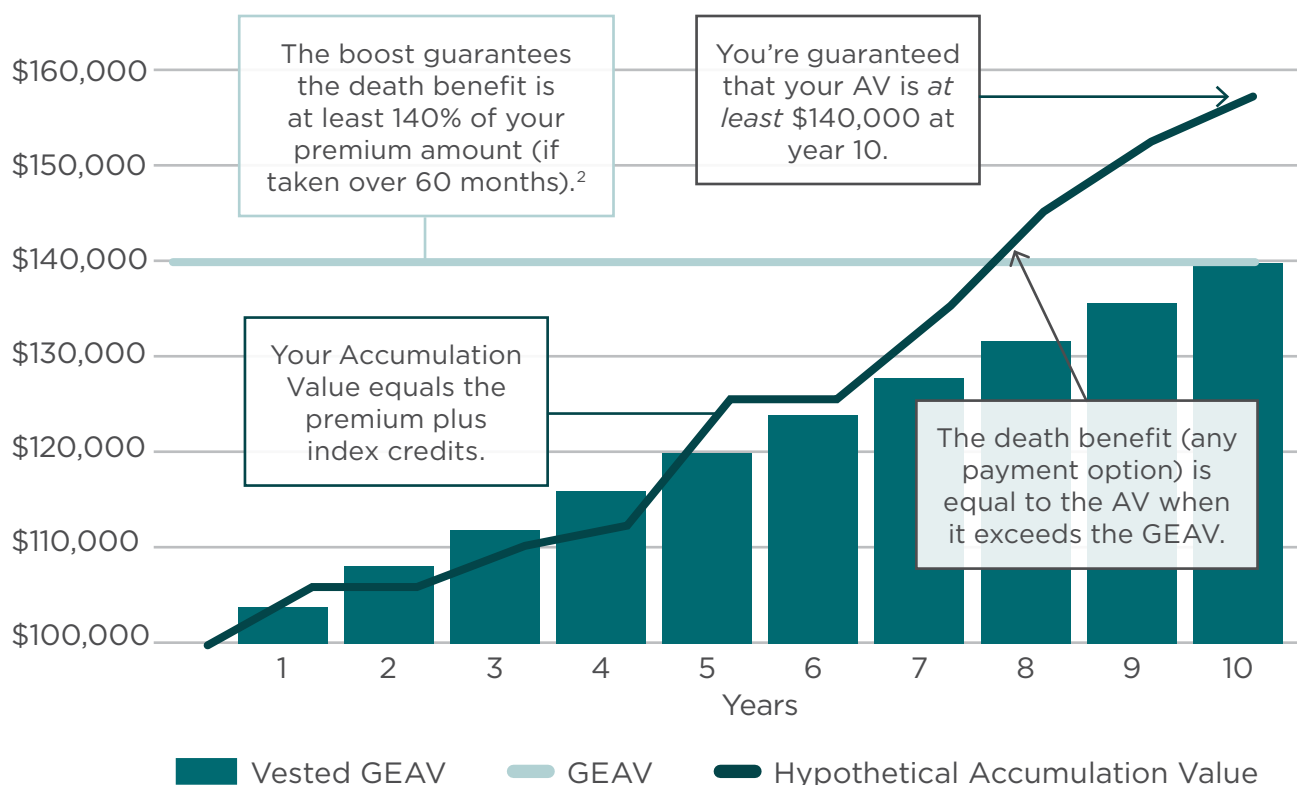 The boost guarantees
the death benefit is
at least 140% of your
premium amount (if
taken over 60 months).²
You’re guaranteed
that your AV is at
least $140,000 at
year 10.
$160,000
$150,000
$140,000
$130,000
$120,000
$110,000
$100,000
Your Accumulation
Value equals the
premium plus
index credits.
The death benefit (any
payment option) is
equal to the AV when
it exceeds the GEAV.
1 2 3 4 5 6 7 8 9 10
Years
Vested GEAV GEAV Hypothetical Accumulation Value